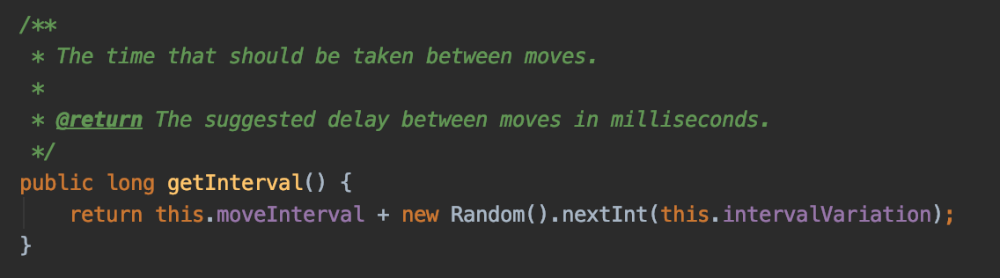 /**
 * The time that should be taken between moves.
 *
 * @return The suggested delay between moves in milliseconds.
 */
public long getInterval() {
    return this.moveInterval + new Random().nextInt(this.intervalVariation);
}